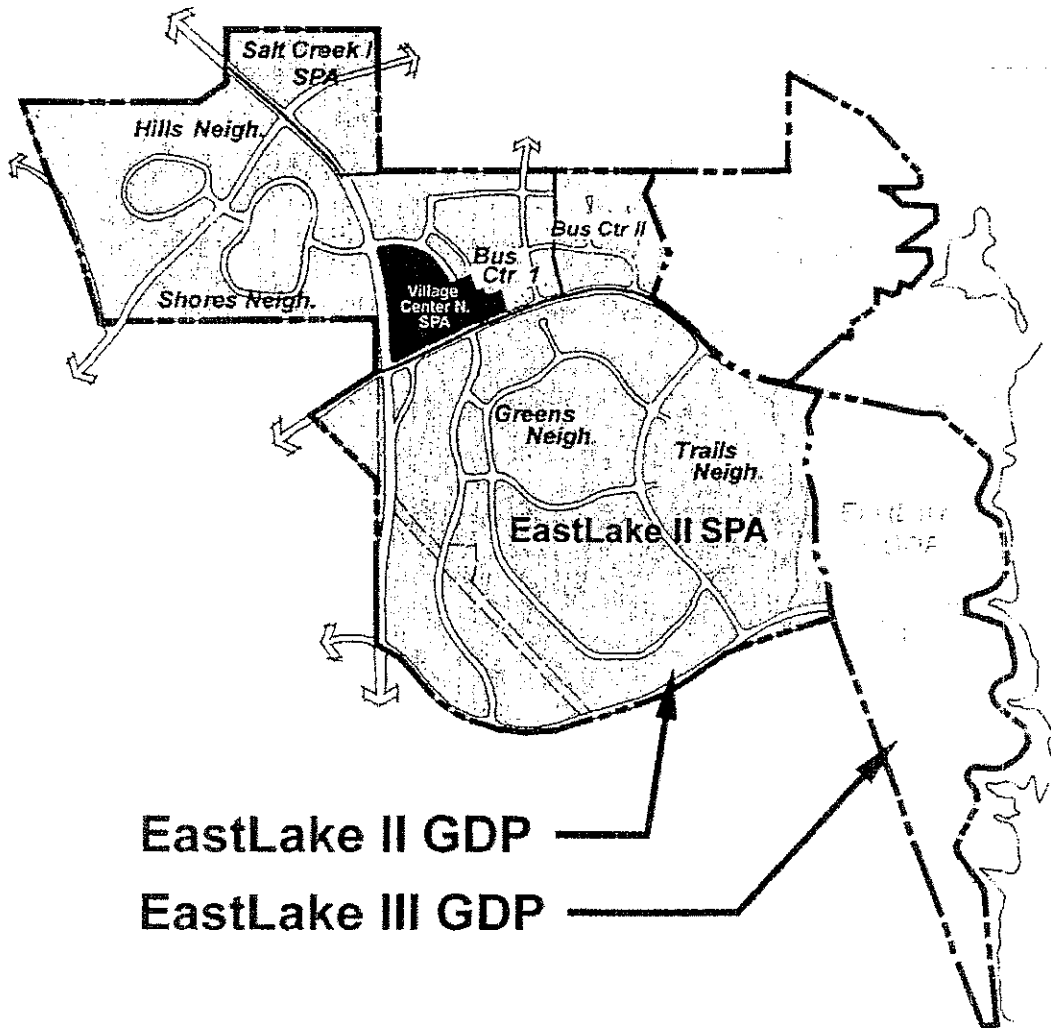 Salt Creek I
SPA
Hills Neigh.
Bus Ctr II
Bus
Ctr 1
Shores Neigh.
Village
Center N.
SPA
Greens
Neigh.
Trails
Neigh.
EastLake II SPA
GDP
EastLake II GDP
EastLake III GDP